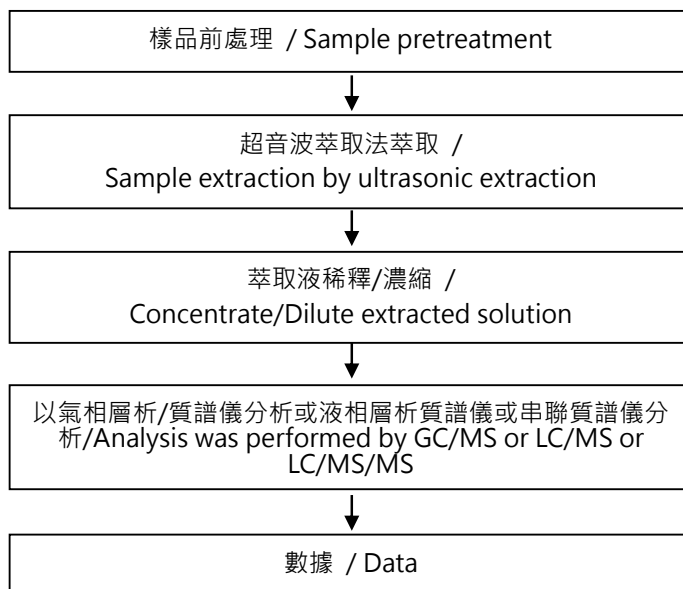 樣品前處理 / Sample pretreatment
超音波萃取法萃取 /
Sample extraction by ultrasonic extraction
萃取液稀釋/濃縮 /
Concentrate/Dilute extracted solution
以氣相層析/質譜儀分析或液相層析質譜儀或串聯質譜儀分
析/Analysis was performed by GC/MS or LC/MS or
LC/MS/MS
數據 / Data